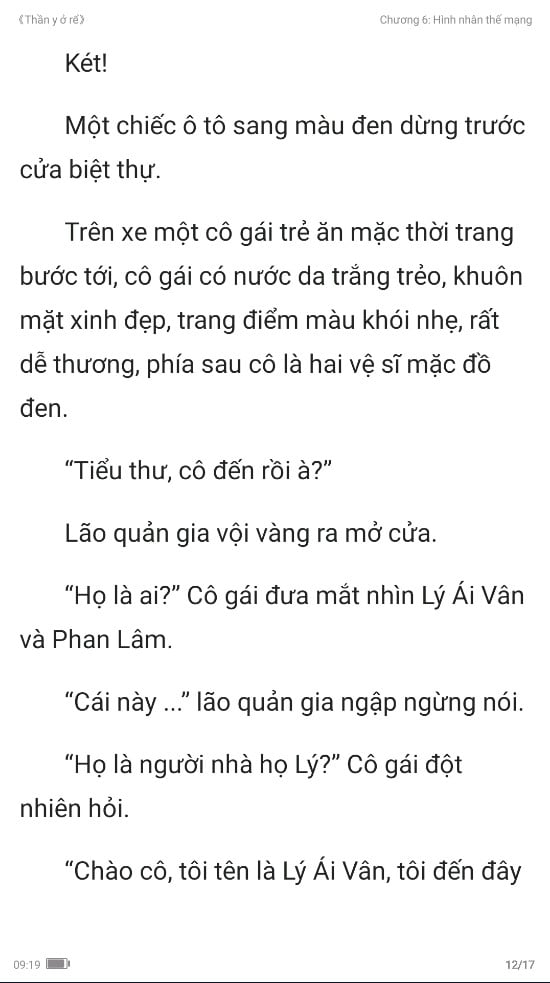 《Thần y ở rể》
Chương 6: Hình nhân thế mạng
Két!
Một chiếc ô tô sang màu đen dừng trước
cửa biệt thự.
Trên xe một cô gái trẻ ăn mặc thời trang
bước tới, cô gái có nước da trắng trẻo, khuôn
mặt xinh đẹp, trang điểm màu khói nhẹ, rất
dễ thương, phía sau cô là hai vệ sĩ mặc đồ
đen.
“Tiểu thư, cô đến rồi à?”
Lão quản gia vội vàng ra mở cửa.
“Họ là ai?” Cô gái đưa mắt nhìn Lý Ái Vân
và Phan Lâm.
“Cái này ...” lão quản gia ngập ngừng nói.
“Họ là người nhà họ Lý?” Cô gái đột
nhiên hỏi.
“Chào cô, tôi tên là Lý Ái Vân, tôi đến đây
09:19
12/17